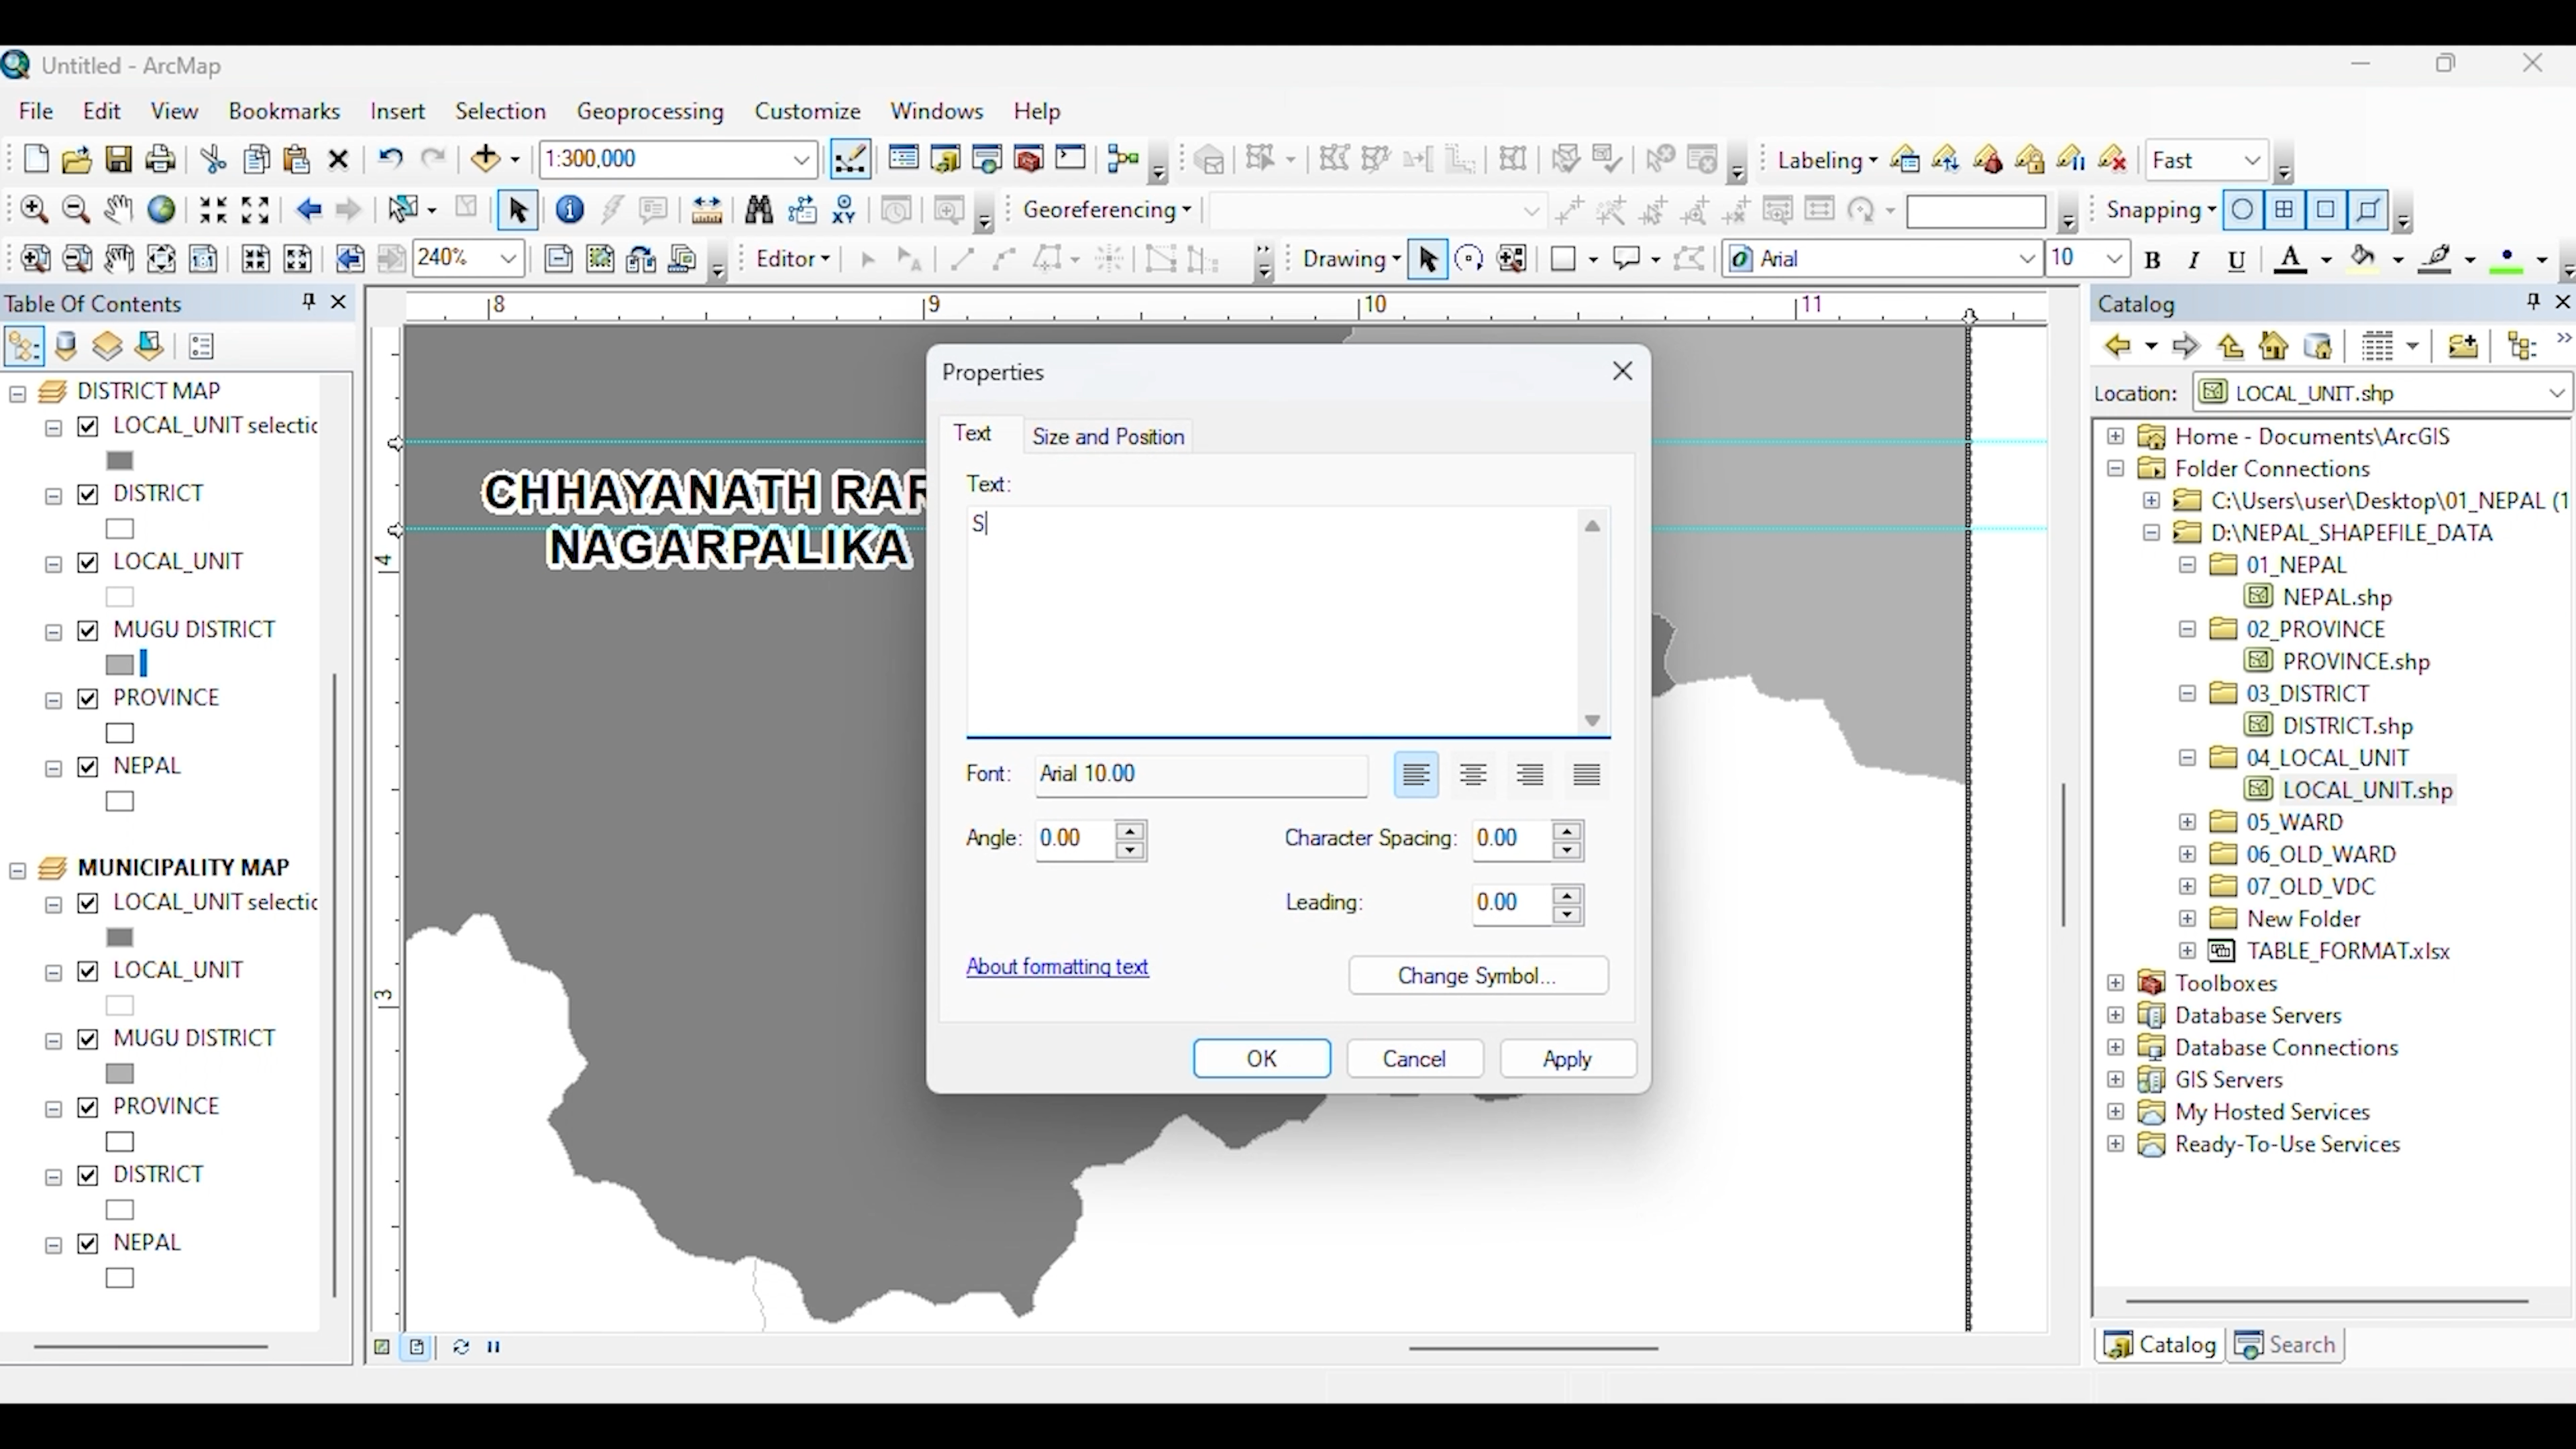 Untitled - ArcMap
File Edit View Bookmarks Insert Selection Geoprocessing Customize Windows Help
1:300,000 Labeling Fast
Georeferencing Snapping
240% Editor Drawing Arial 10 B I U A
Table Of Contents
DISTRICT MAP
LOCAL_UNIT selectic
DISTRICT
LOCAL_UNIT
MUGU DISTRICT
PROVINCE
NEPAL
MUNICIPALITY MAP
LOCAL_UNIT selectic
LOCAL_UNIT
MUGU DISTRICT
PROVINCE
DISTRICT
NEPAL
8 9 10 11
4
3
CHHAYANATH RAR
NAGARPALIKA
Properties
Text Size and Position
Text:
S
Font: Arial 10.00
Angle: 0.00 Character Spacing: 0.00
Leading: 0.00
About formatting text Change Symbol...
OK Cancel Apply
Catalog
Location: LOCAL_UNIT.shp
Home - Documents\ArcGIS
Folder Connections
C:\Users\user\Desktop\01_NEPAL (1
D:\NEPAL_SHAPEFILE_DATA
01_NEPAL
NEPAL.shp
02_PROVINCE
PROVINCE.shp
03_DISTRICT
DISTRICT.shp
04_LOCAL_UNIT
LOCAL_UNIT.shp
05_WARD
06_OLD_WARD
07_OLD_VDC
New Folder
TABLE_FORMAT.xlsx
Toolboxes
Database Servers
Database Connections
GIS Servers
My Hosted Services
Ready-To-Use Services
Catalog Search